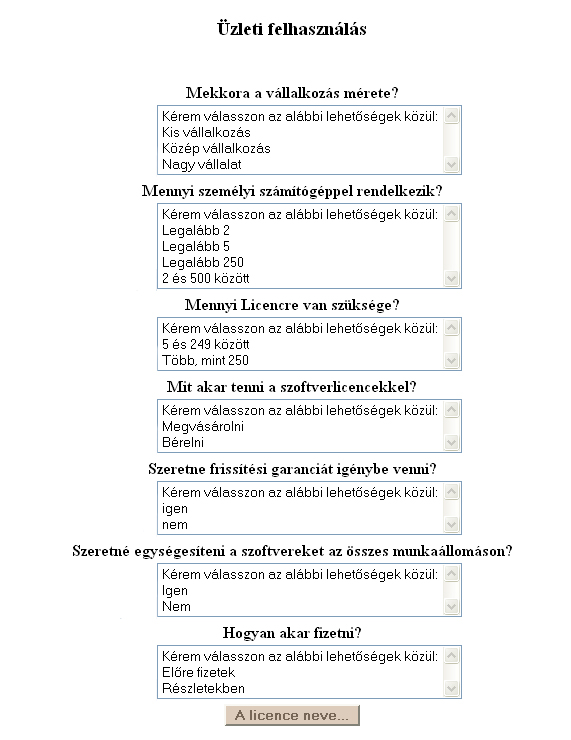 Üzleti felhasználás
Mekkora a vállalkozás mérete?
Kérem válasszon az alábbi lehetőségek közül:
Kis vállalkozás
Közép vállalkozás
Nagy vállalat
Mennyi személyi számítógéppel rendelkezik?
Kérem válasszon az alábbi lehetőségek közül:
Legalább 2
Legalább 5
Legalább 250
2 és 500 között
Mennyi Licencre van szüksége?
Kérem válasszon az alábbi lehetőségek közül:
5 és 249 között
Több, mint 250
Mit akar tenni a szoftverlicencekkel?
Kérem válasszon az alábbi lehetőségek közül:
Megvásárolni
Bérelni
Szeretne frissítési garanciát igénybe venni?
Kérem válasszon az alábbi lehetőségek közül:
igen
nem
Szeretné egységesíteni a szoftvereket az összes munkaállomáson?
Kérem válasszon az alábbi lehetőségek közül:
Igen
Nem
Hogyan akar fizetni?
Kérem válasszon az alábbi lehetőségek közül:
Előre fizetek
Részletekben
A licence neve...